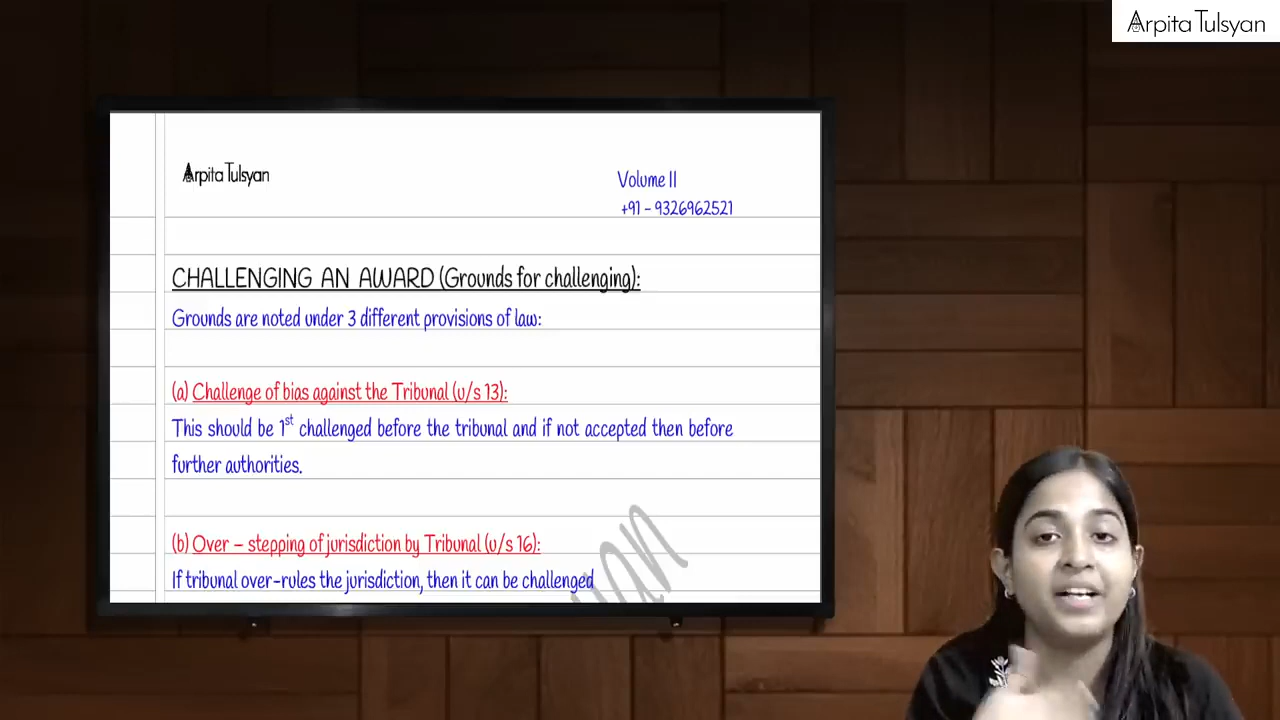 Arpita Tulsyan
Arpita Tulsyan
Volume II
+91 - 9326962521
CHALLENGING AN AWARD (Grounds for challenging):
Grounds are noted under 3 different provisions of law:
(a) Challenge of bias against the Tribunal (u/s 13):
This should be 1st challenged before the tribunal and if not accepted then before
further authorities.
(b) Over – stepping of jurisdiction by Tribunal (u/s 16):
If tribunal over-rules the jurisdiction, then it can be challenged